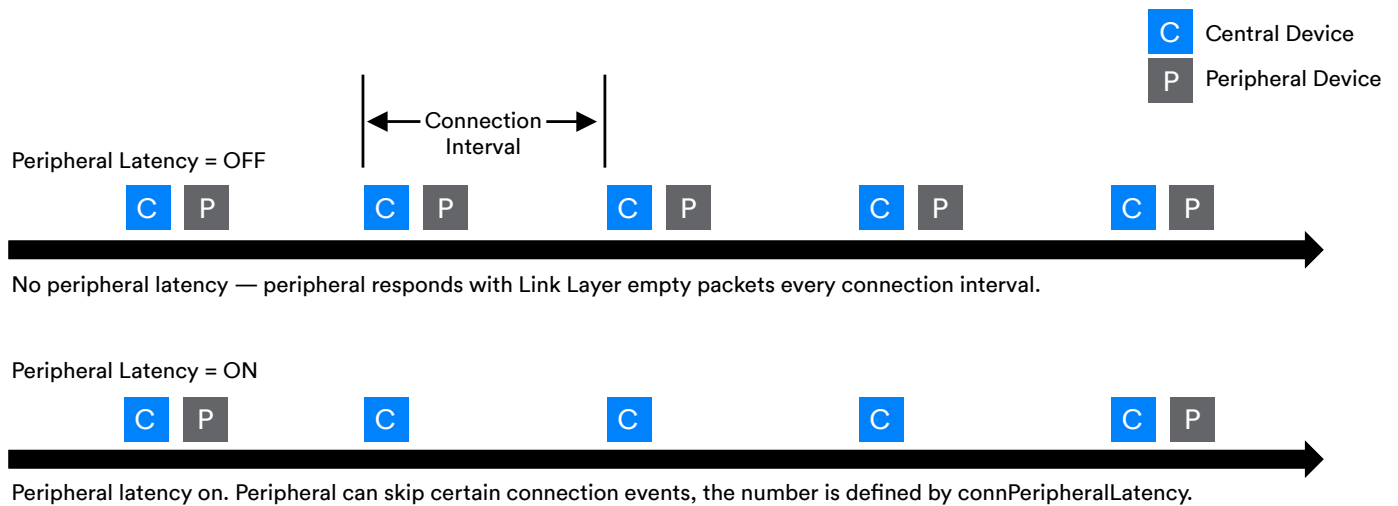 C Central Device
P Peripheral Device
Connection
Interval
Peripheral Latency = OFF
C P C P C P C P C P
No peripheral latency — peripheral responds with Link Layer empty packets every connection interval.
Peripheral Latency = ON
C P C C C C P
Peripheral latency on. Peripheral can skip certain connection events, the number is defined by connPeripheralLatency.